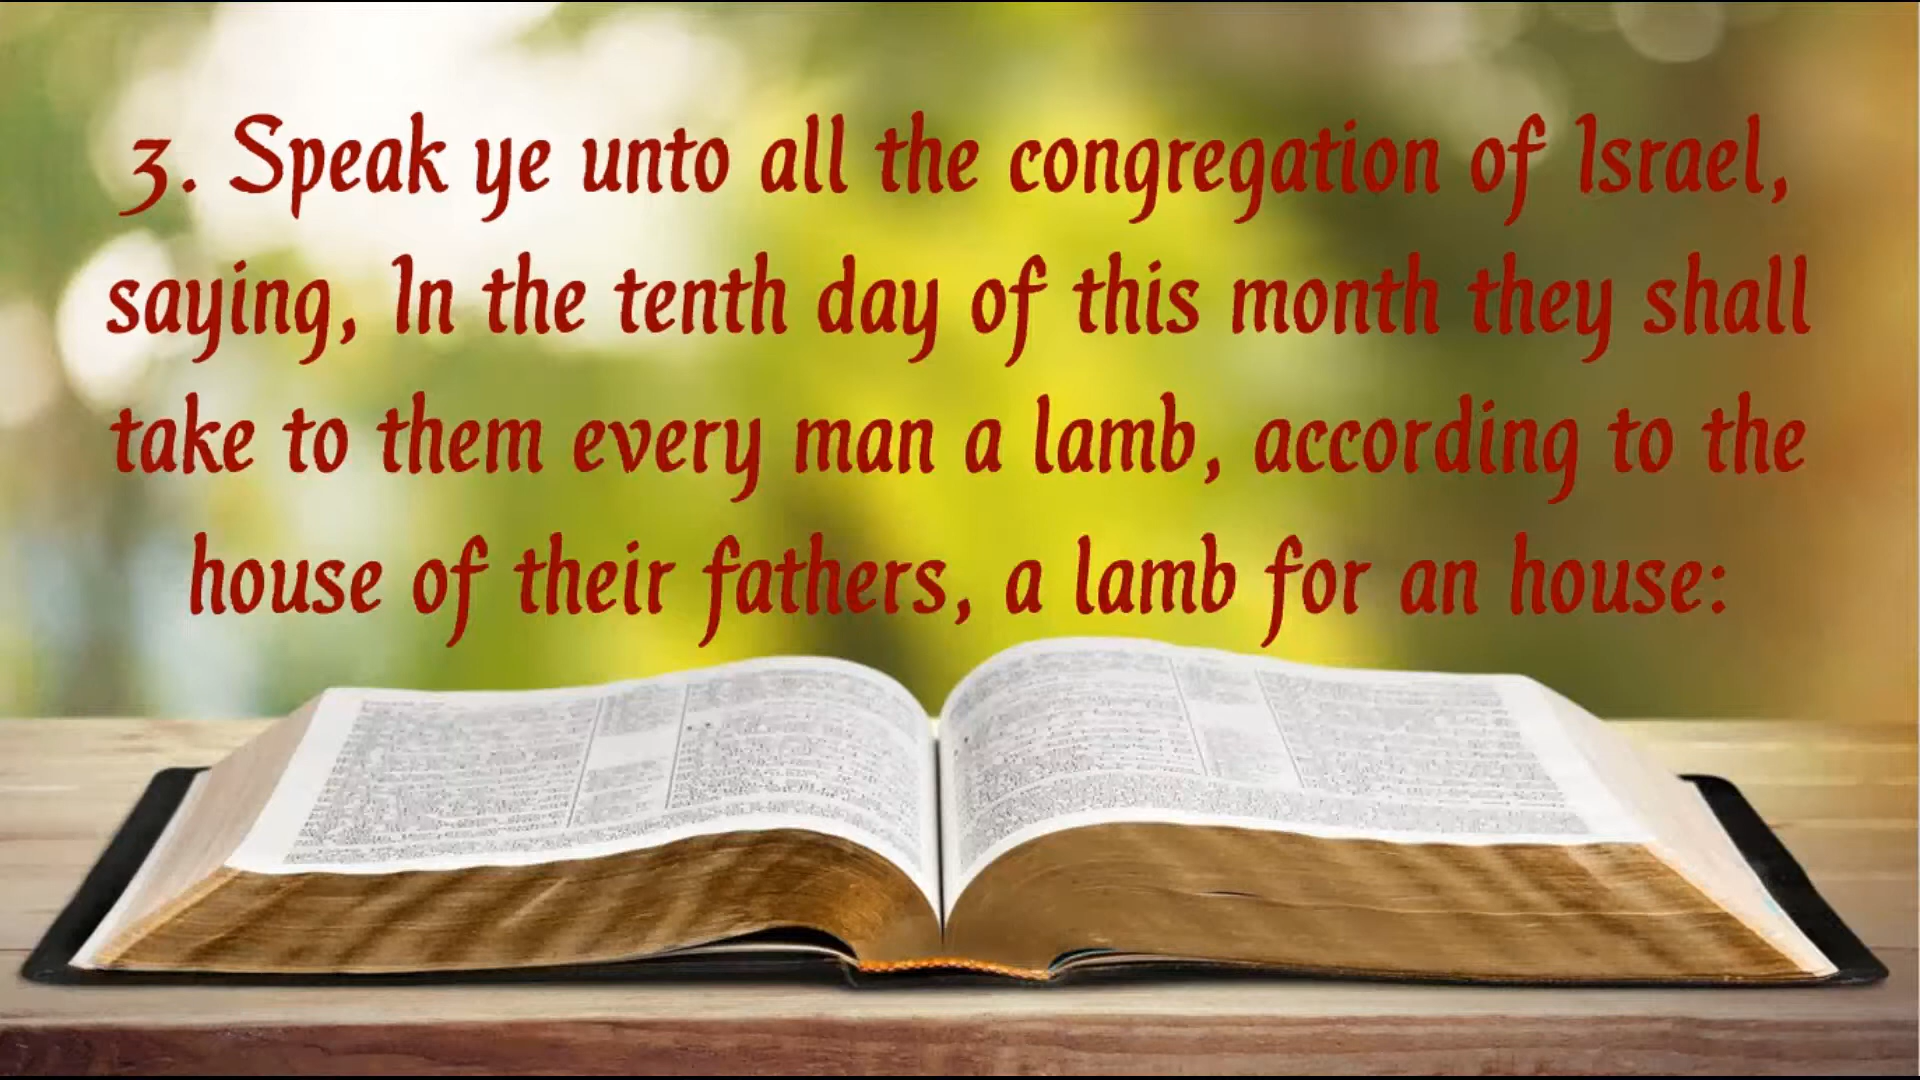 3. Speak ye unto all the congregation of Israel,
saying, In the tenth day of this month they shall
take to them every man a lamb, according to the
house of their fathers, a lamb for an house: